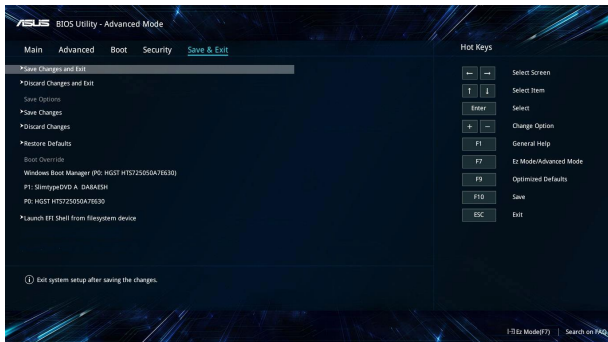 ASUS BIOS Utility - Advanced Mode
Main Advanced Boot Security Save & Exit
Hot Keys
Save Changes and Exit
Discard Changes and Exit
Save Options
Save Changes
Discard Changes
Restore Defaults
Boot Override
Windows Boot Manager (P0: HGST HTS725050A7E630)
P1: SlimtypeDVD A DA8AESH
P0: HGST HTS725050A7E630
Launch EFI Shell from filesystem device
← → Select Screen
↑ ↓ Select Item
Enter Select
+ − Change Option
F1 General Help
F7 Ez Mode/Advanced Mode
F9 Optimized Defaults
F10 Save
ESC Exit
Exit system setup after saving the changes.
Ez Mode(F7) | Search on FAQ